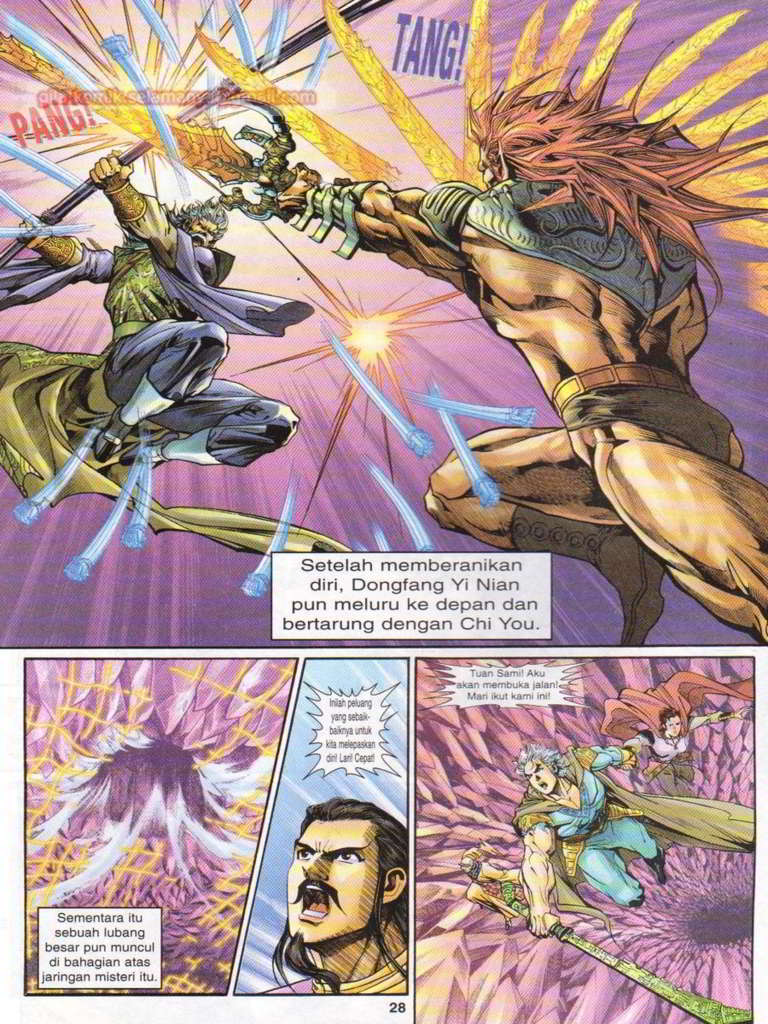 TANG!
PANG!
Setelah memberanikan
diri, Dongfang Yi Nian
pun meluru ke depan dan
bertarung dengan Chi You.
Sementara itu
sebuah lubang
besar pun muncul
di bahagian atas
jaringan misteri itu.
Inilah peluang
yang sebaik-
baiknya untuk
kita melepaskan
diri! Lari! Cepat!
Tuan Sami! Aku
akan membuka jalan!
Mari ikut kami ini!
28